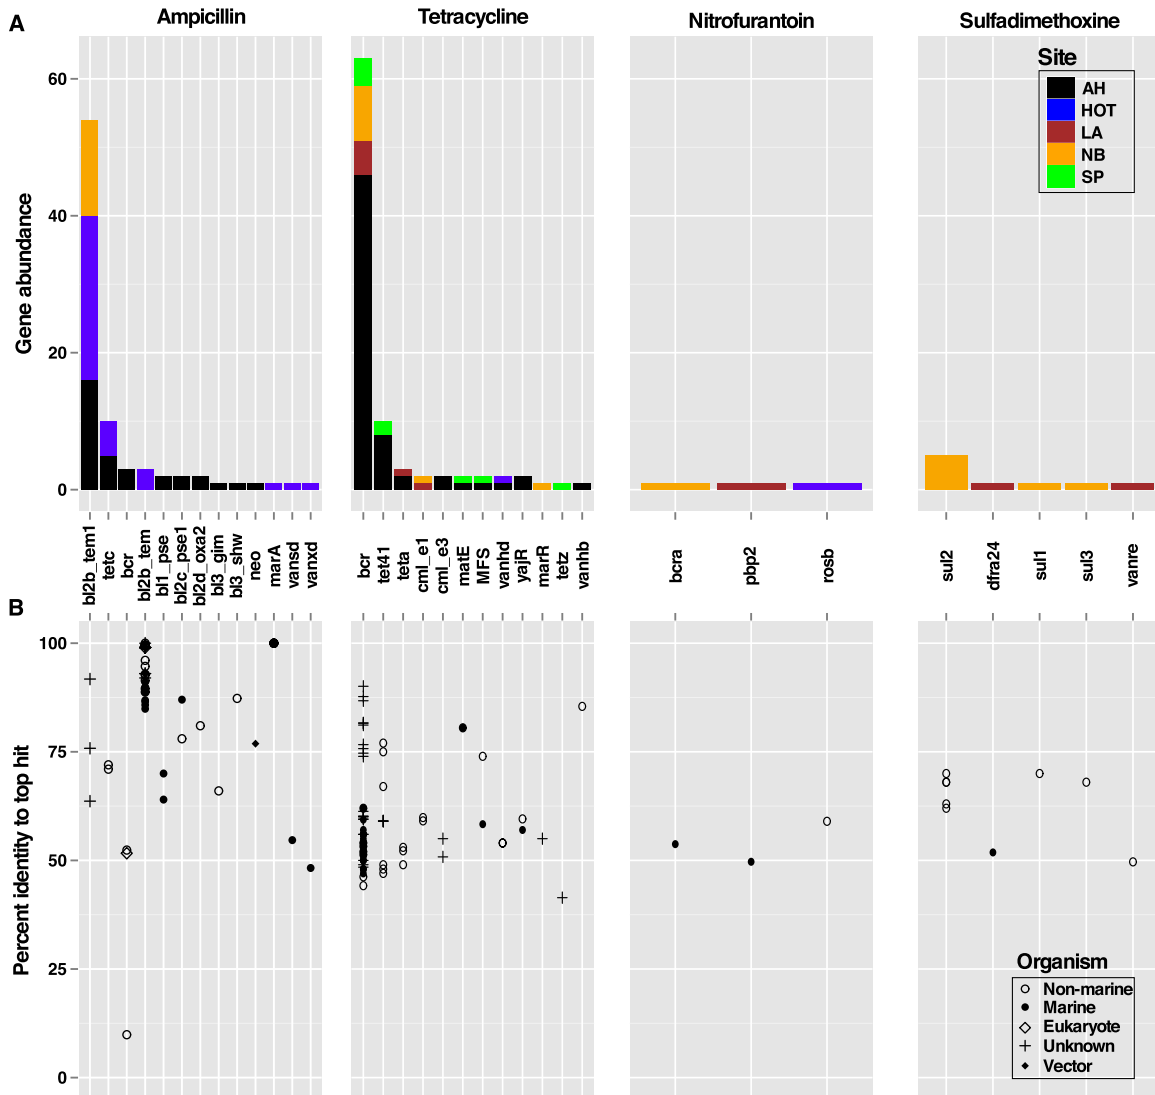 A
Ampicillin
Tetracycline
Nitrofurantoin
Sulfadimethoxine
Gene abundance
60
40
20
0
Site
AH
HOT
LA
NB
SP
bl2b_tem1
tetc
bcr
bl2b_tem
bl1_pse
bl2c_pse1
bl2d_oxa2
bl3_gim
bl3_shw
neo
marA
vansd
vanxd
bcr
tet41
teta
cml_e1
cml_e3
matE
MFS
vanhd
yajR
marR
tetz
vanhb
bcra
pbp2
rosb
sul2
dfra24
sul1
sul3
vanre
B
Percent identity to top hit
100
75
50
25
0
Organism
Non-marine
Marine
Eukaryote
Unknown
Vector